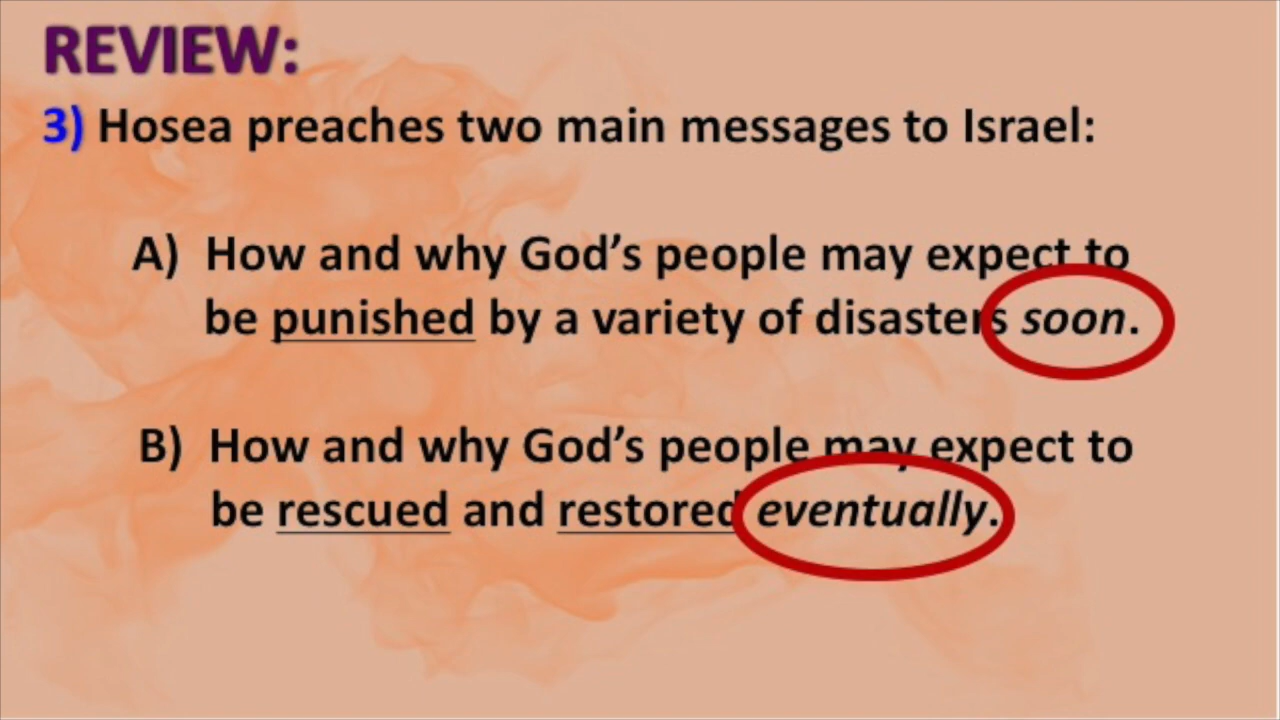 REVIEW:
3) Hosea preaches two main messages to Israel:
A) How and why God’s people may expect to
be punished by a variety of disasters soon.
B) How and why God’s people may expect to
be rescued and restored eventually.